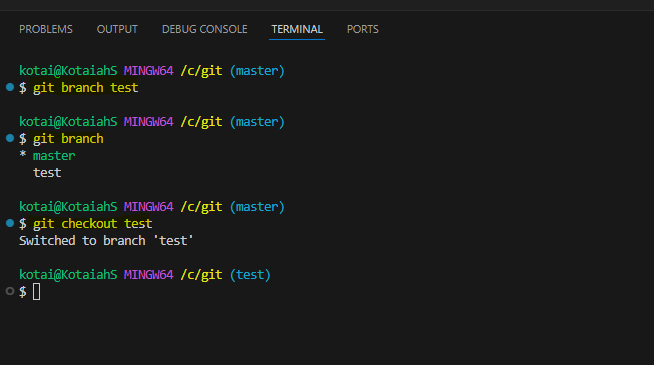 PROBLEMS OUTPUT DEBUG CONSOLE TERMINAL PORTS
kotai@KotaiahS MINGW64 /c/git (master)
$ git branch test
kotai@KotaiahS MINGW64 /c/git (master)
$ git branch
* master
test
kotai@KotaiahS MINGW64 /c/git (master)
$ git checkout test
Switched to branch 'test'
kotai@KotaiahS MINGW64 /c/git (test)
$